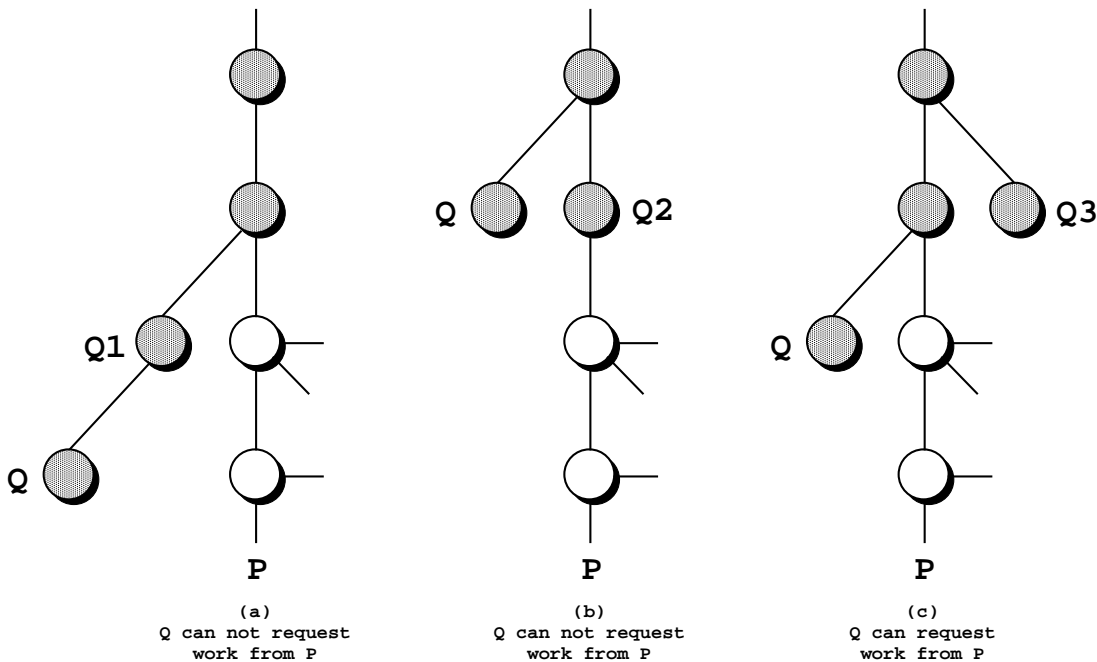 Q
Q2
Q3
Q1
Q
Q
P
P
P
(a)
Q can not request
work from P
(b)
Q can not request
work from P
(c)
Q can request
work from P